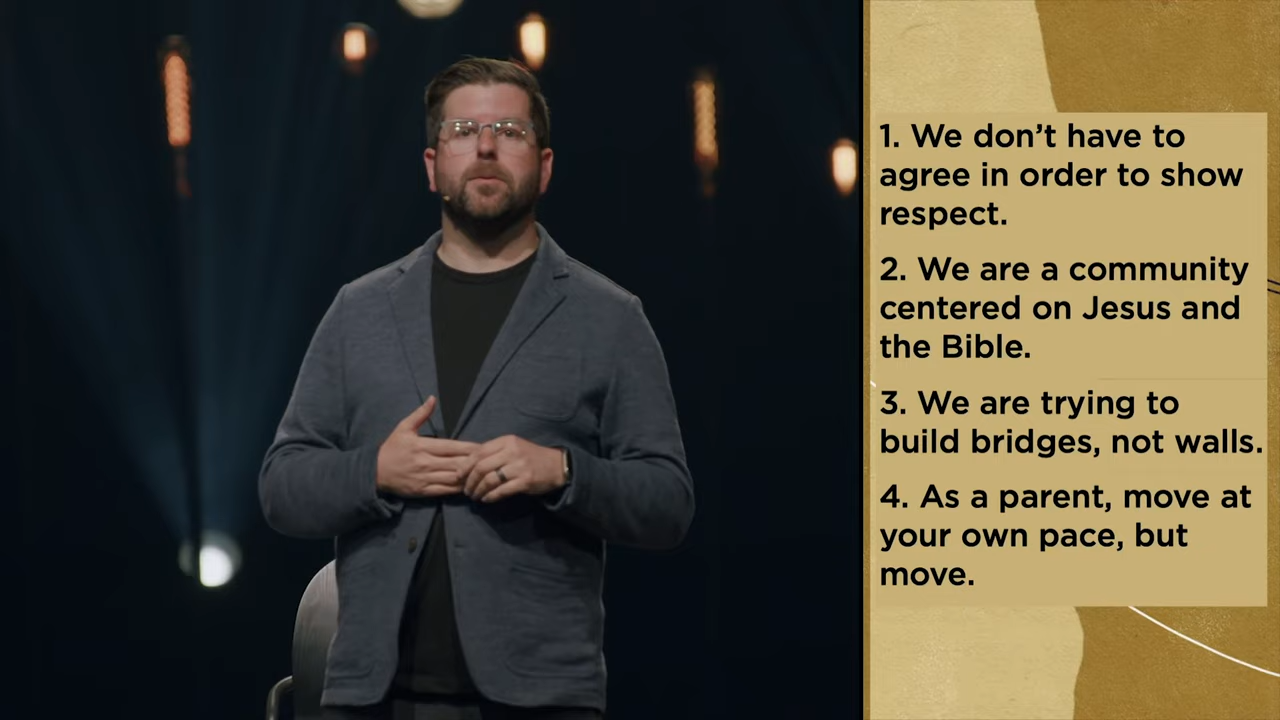 1. We don’t have to
agree in order to show
respect.
2. We are a community
centered on Jesus and
the Bible.
3. We are trying to
build bridges, not walls.
4. As a parent, move at
your own pace, but
move.